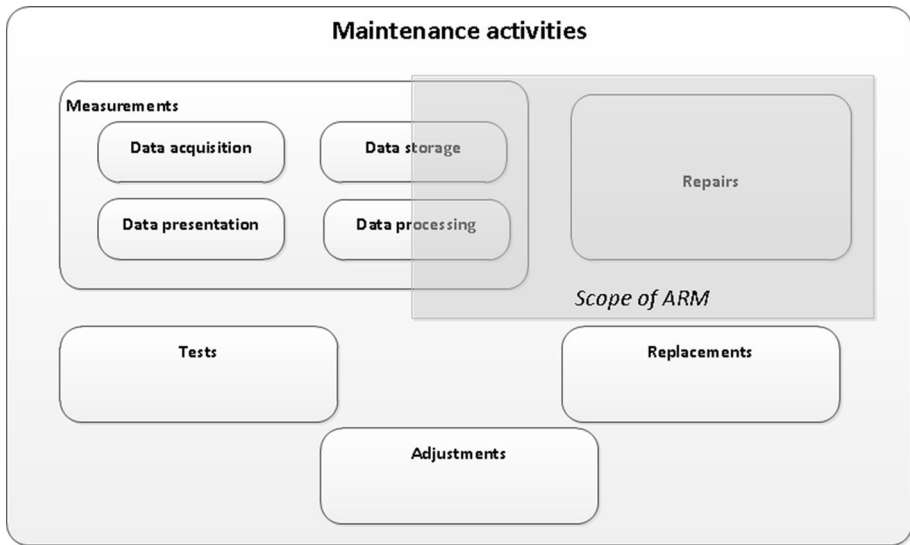 Maintenance activities
Measurements
Data acquisition
Data storage
Data presentation
Data processing
Repairs
Scope of ARM
Tests
Replacements
Adjustments